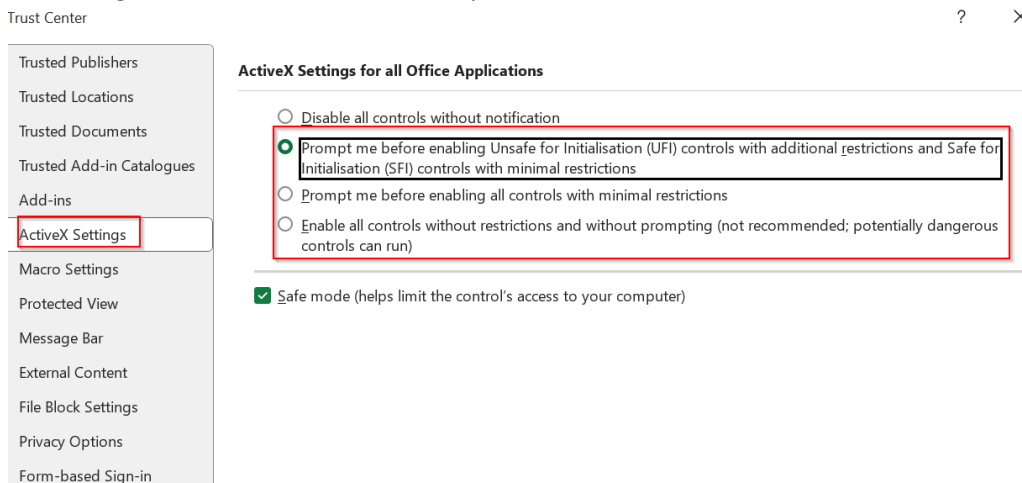 Trust Center
?
Trusted Publishers
Trusted Locations
Trusted Documents
Trusted Add-in Catalogues
Add-ins
ActiveX Settings
Macro Settings
Protected View
Message Bar
External Content
File Block Settings
Privacy Options
Form-based Sign-in
ActiveX Settings for all Office Applications
Disable all controls without notification
Prompt me before enabling Unsafe for Initialisation (UFI) controls with additional restrictions and Safe for
Initialisation (SFI) controls with minimal restrictions
Prompt me before enabling all controls with minimal restrictions
Enable all controls without restrictions and without prompting (not recommended; potentially dangerous
controls can run)
Safe mode (helps limit the control's access to your computer)